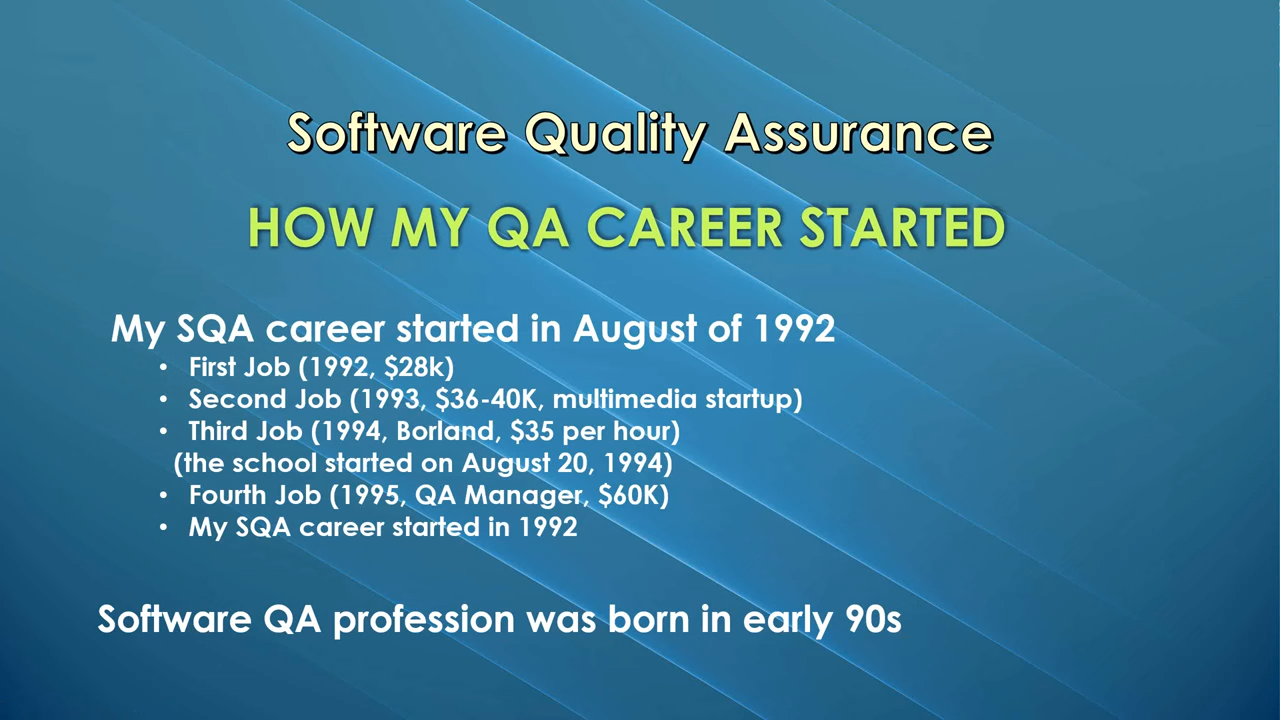 Software Quality Assurance
HOW MY QA CAREER STARTED
My SQA career started in August of 1992
• First Job (1992, $28k)
• Second Job (1993, $36-40K, multimedia startup)
• Third Job (1994, Borland, $35 per hour)
(the school started on August 20, 1994)
• Fourth Job (1995, QA Manager, $60K)
• My SQA career started in 1992
Software QA profession was born in early 90s